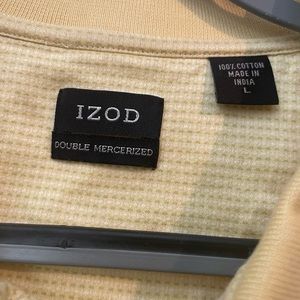 IZOD
DOUBLE MERCERIZED
100% COTTON
MADE IN
INDIA
L